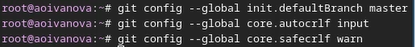 root@aoivanova:~# git config --global init.defaultBranch master
root@aoivanova:~# git config --global core.autocrlf input
root@aoivanova:~# git config --global core.safecrlf warn